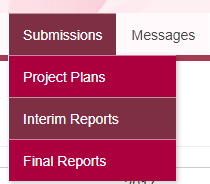 Submissions Messages
Project Plans
Interim Reports
Final Reports